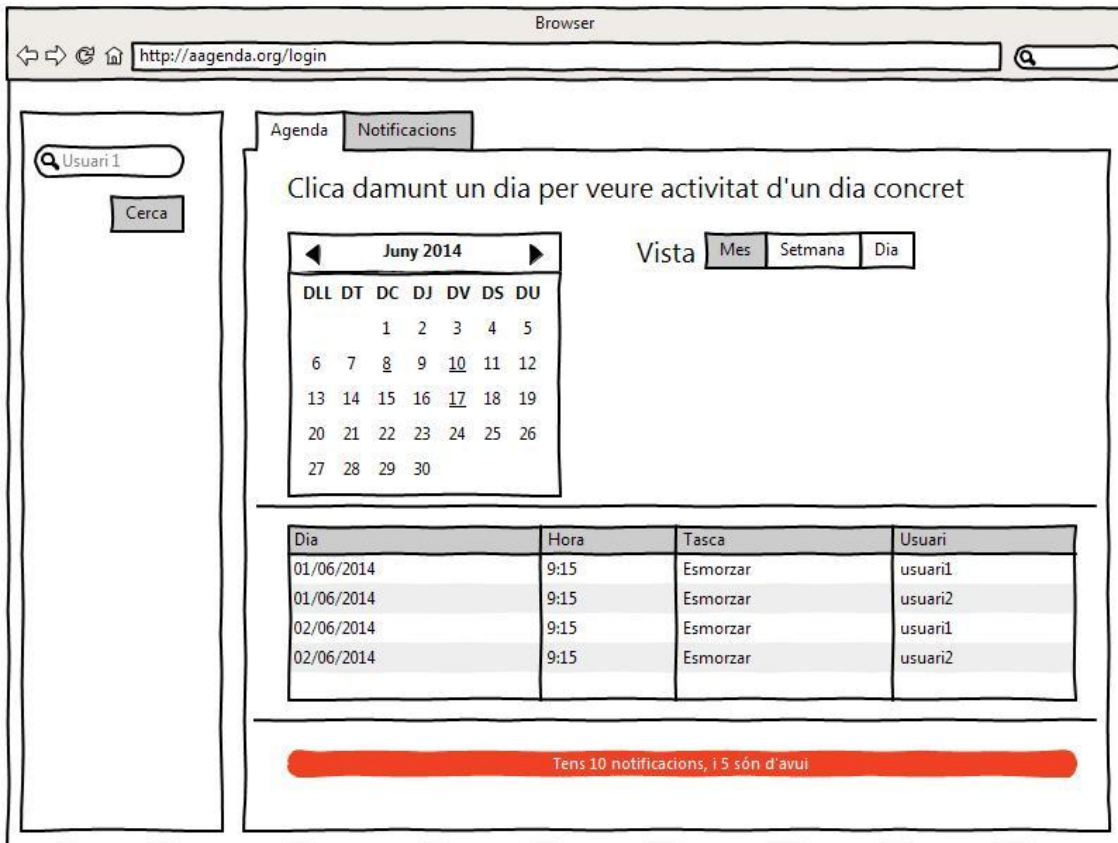 Browser
http://aagenda.org/login
Usuari 1
Cerca
Agenda Notificacions
Clica damunt un dia per veure activitat d'un dia concret
Juny 2014
Vista Mes Setmana Dia
DLL DT DC DJ DV DS DU
1 2 3 4 5
6 7 8 9 10 11 12
13 14 15 16 17 18 19
20 21 22 23 24 25 26
27 28 29 30
Dia Hora Tasca Usuari
01/06/2014 9:15 Esmorzar usuari1
01/06/2014 9:15 Esmorzar usuari2
02/06/2014 9:15 Esmorzar usuari1
02/06/2014 9:15 Esmorzar usuari2
Tens 10 notificacions, i 5 són d'avui